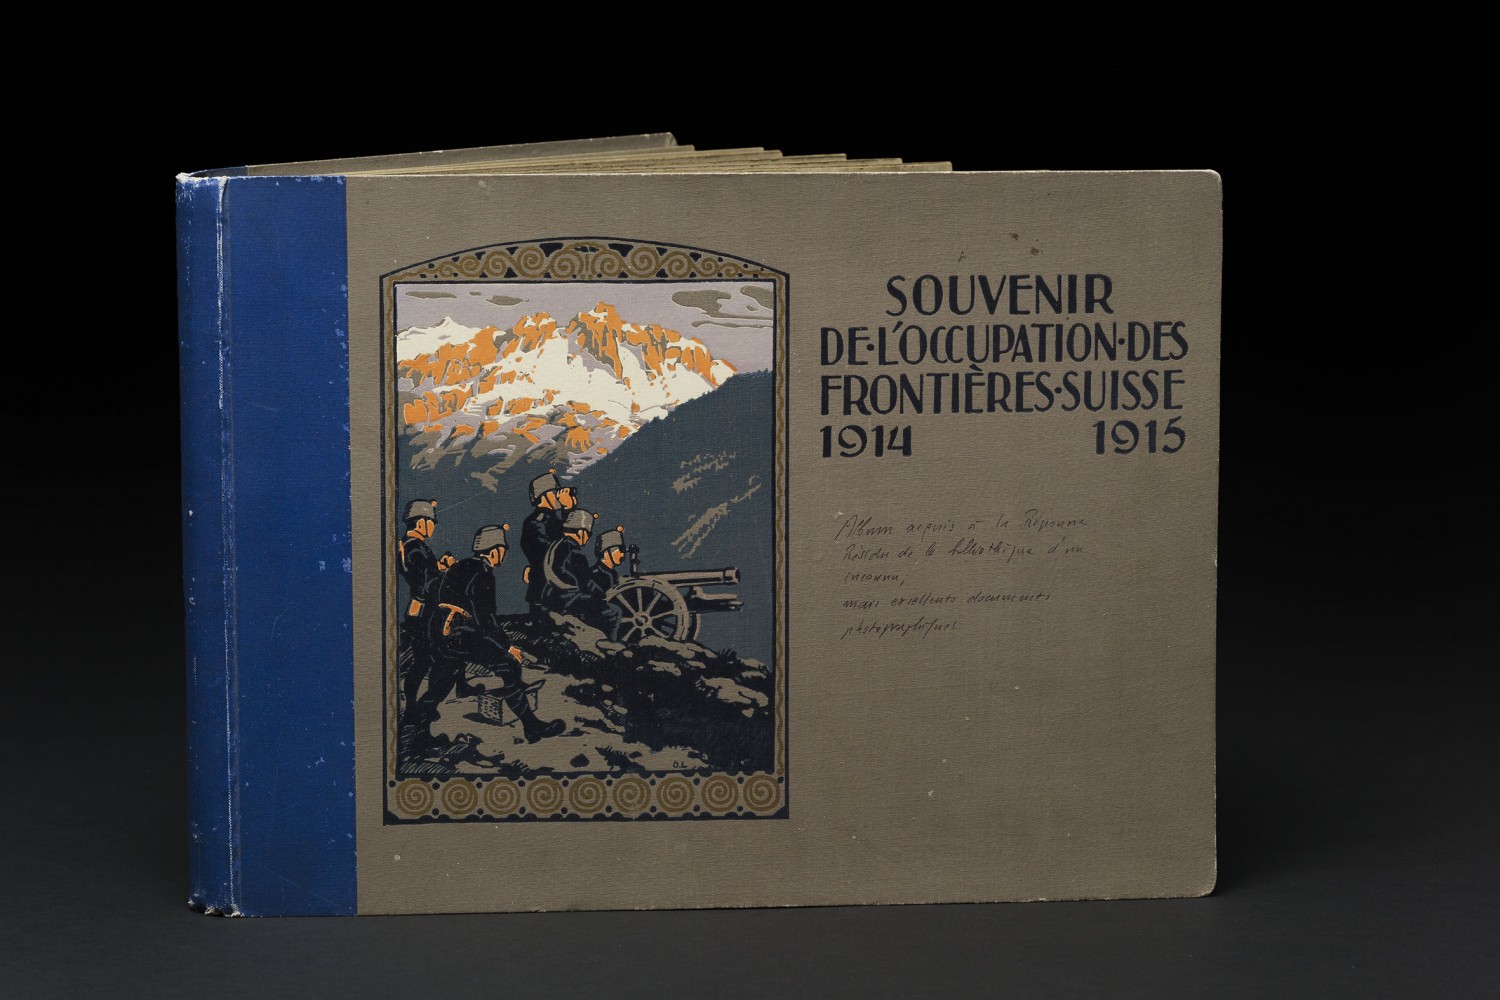 SOUVENIR
DE·L'OCCUPATION·DES
FRONTIÈRES·SUISSE
1914 1915
Album acquis à la
de la bibliothèque d'un
inconnu,
mais excellents documents
photographiques
O.L